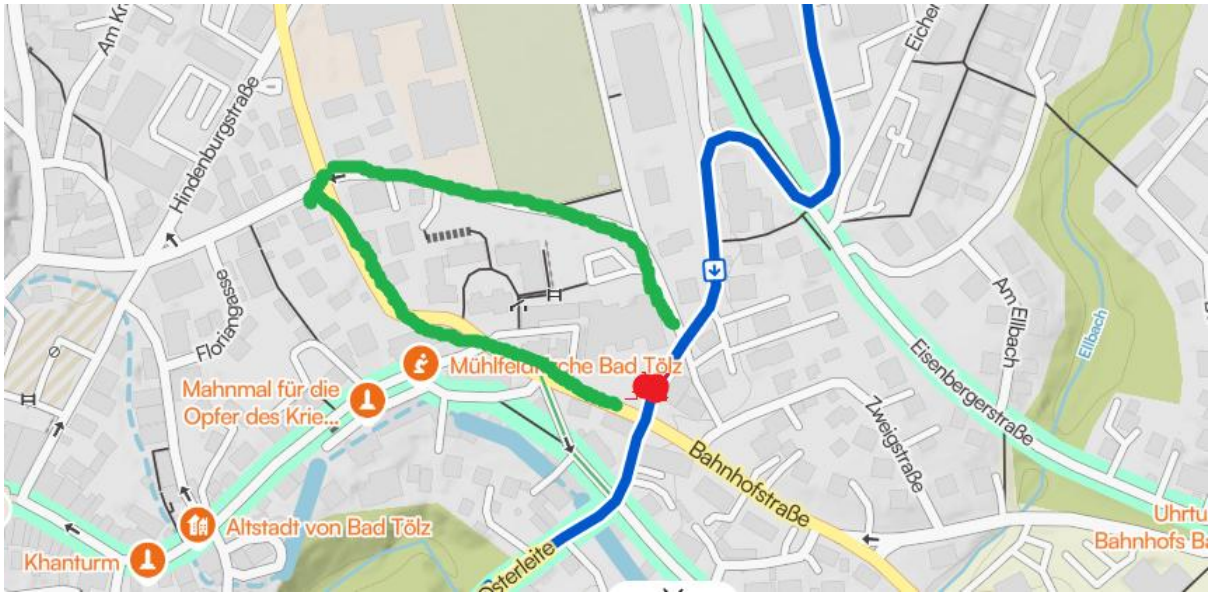 Am Kr
Hindenburgstraße
Eichen
Floriangasse
Am Ellbach
Ellbach
Mühlfeldkirche Bad Tölz
Mahnmal für die
Opfer des Krie...
Eisenbergerstraße
Zweigstraße
Bahnhofstraße
Altstadt von Bad Tölz
Khanturm
Osterleite
Uhrtu
Bahnhofs Ba